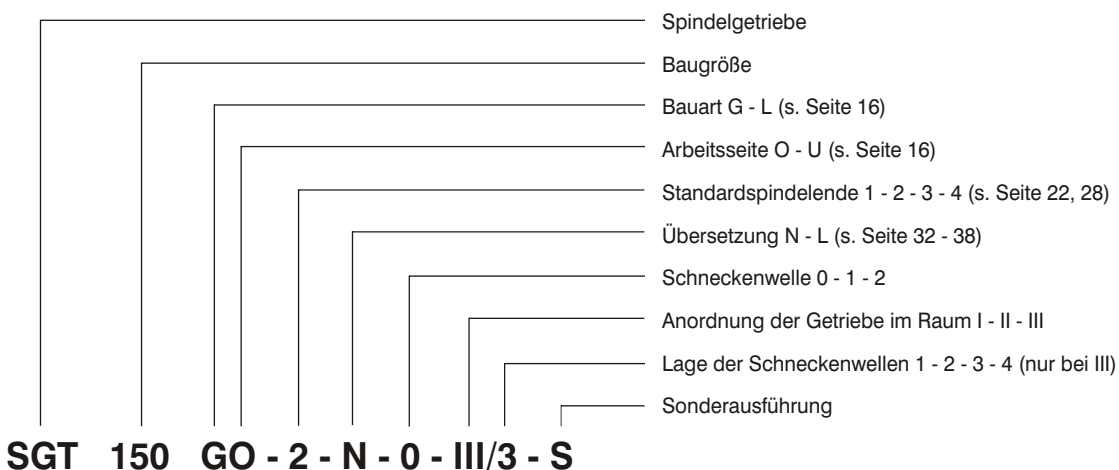 Spindelgetriebe
Baugröße
Bauart G - L (s. Seite 16)
Arbeitsseite O - U (s. Seite 16)
Standardspindelende 1 - 2 - 3 - 4 (s. Seite 22, 28)
Übersetzung N - L (s. Seite 32 - 38)
Schneckenwelle 0 - 1 - 2
Anordnung der Getriebe im Raum I - II - III
Lage der Schneckenwellen 1 - 2 - 3 - 4 (nur bei III)
Sonderausführung
SGT 150 GO - 2 - N - 0 - III/3 - S